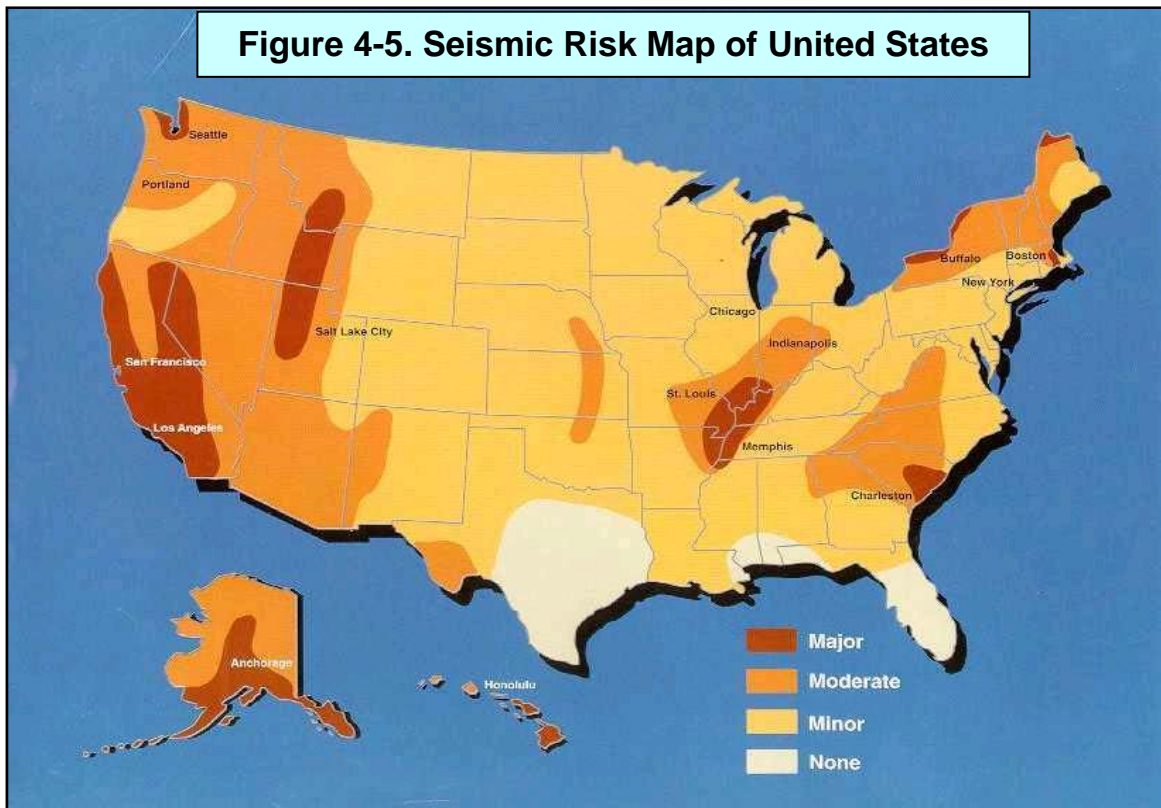 Figure 4-5. Seismic Risk Map of United States
Seattle
Portland
Buffalo
Boston
New York
Chicago
Salt Lake City
Indianapolis
San Francisco
St. Louis
Los Angeles
Memphis
Charleston
Anchorage
Honolulu
Major
Moderate
Minor
None